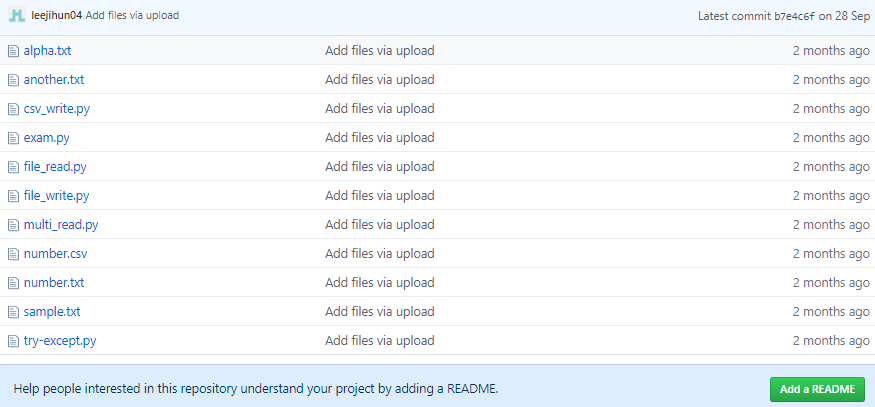 leejihun04 Add files via upload Latest commit b7e4c6f on 28 Sep
alpha.txt Add files via upload 2 months ago
another.txt Add files via upload 2 months ago
csv_write.py Add files via upload 2 months ago
exam.py Add files via upload 2 months ago
file_read.py Add files via upload 2 months ago
file_write.py Add files via upload 2 months ago
multi_read.py Add files via upload 2 months ago
number.csv Add files via upload 2 months ago
number.txt Add files via upload 2 months ago
sample.txt Add files via upload 2 months ago
try-except.py Add files via upload 2 months ago
Help people interested in this repository understand your project by adding a README. Add a README